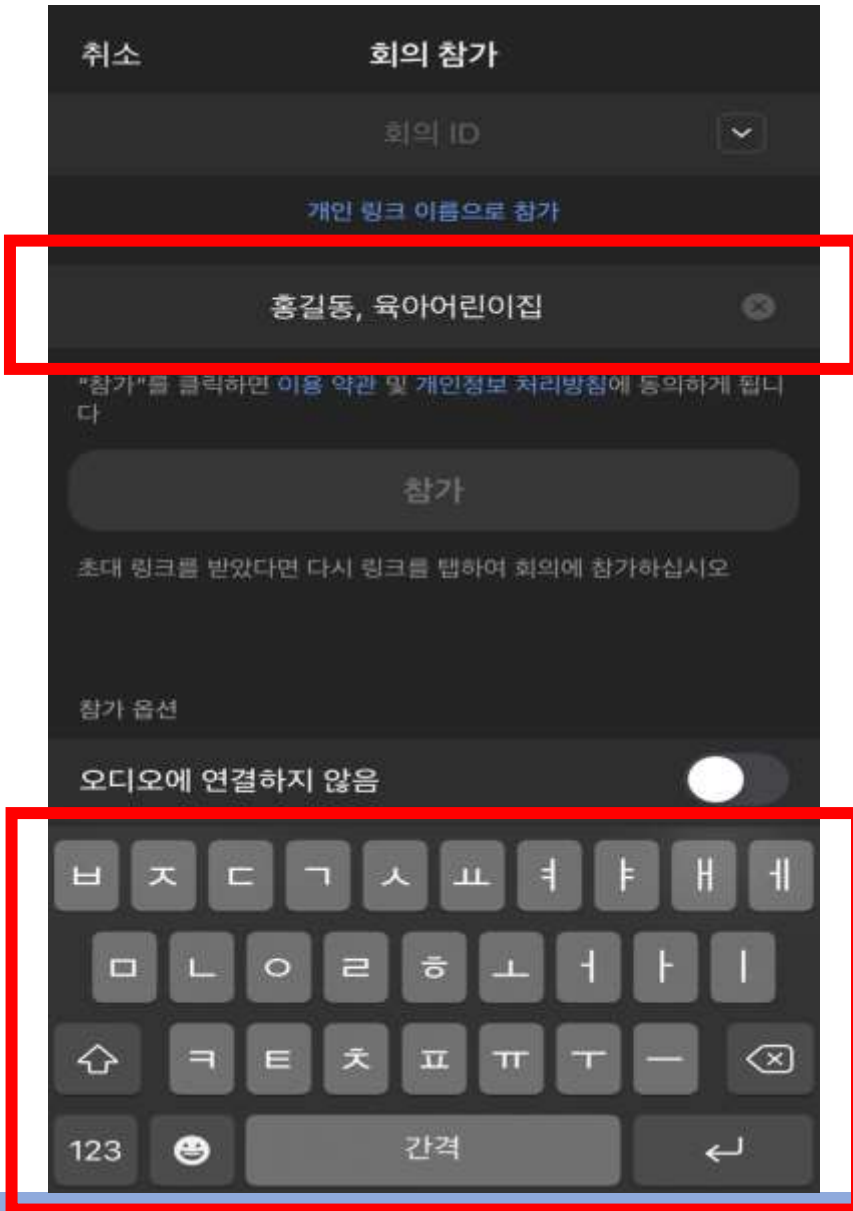 취소 회의 참가
회의 ID
개인 링크 이름으로 참가
홍길동, 육아어린이집
"참가"를 클릭하면 이용 약관 및 개인정보 처리방침에 동의하게 됩니
다
참가
초대 링크를 받았다면 다시 링크를 탭하여 회의에 참가하십시오
참가 옵션
오디오에 연결하지 않음
ㅂ ㅈ ㄷ ㄱ ㅅ ㅛ ㅕ ㅑ ㅐ ㅔ
ㅁ ㄴ ㅇ ㄹ ㅎ ㅗ ㅓ ㅏ ㅣ
ㅋ ㅌ ㅊ ㅍ ㅠ ㅜ ㅡ
123 간격